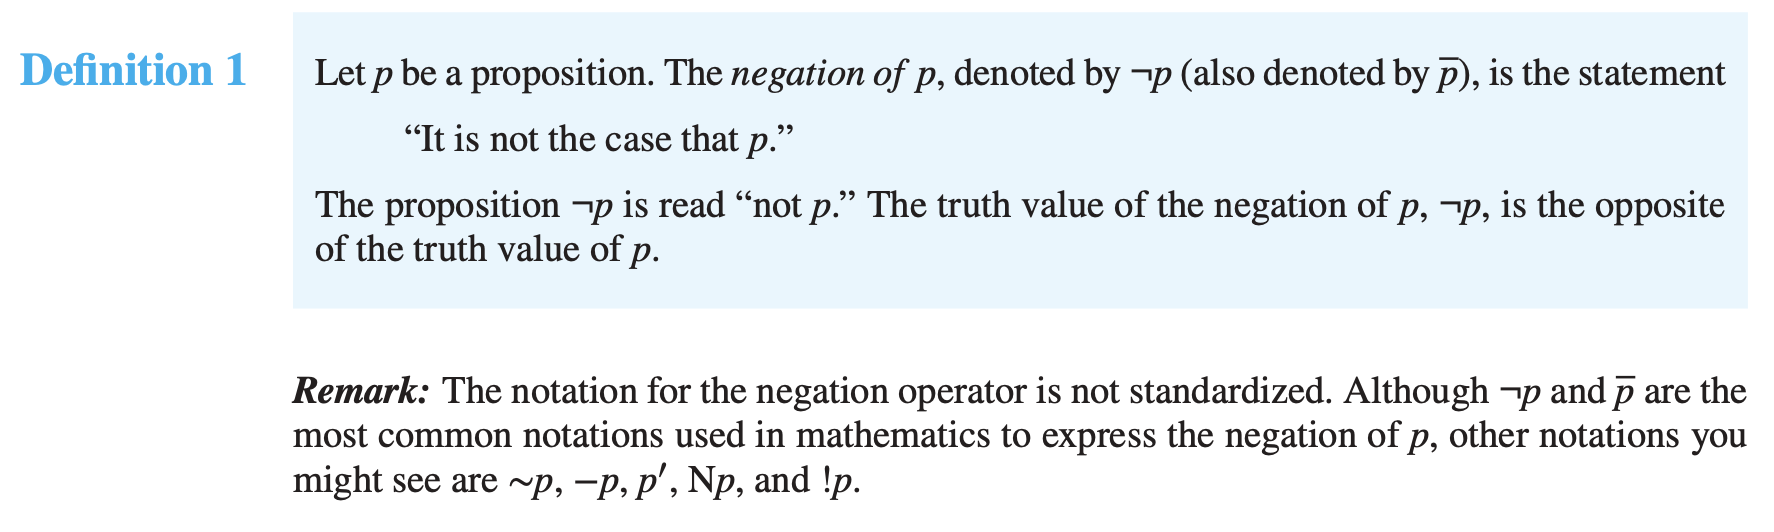 Definition 1
Let p be a proposition. The negation of p, denoted by ¬p (also denoted by p̅), is the statement
“It is not the case that p.”
The proposition ¬p is read “not p.” The truth value of the negation of p, ¬p, is the opposite
of the truth value of p.
Remark: The notation for the negation operator is not standardized. Although ¬p and p̅ are the
most common notations used in mathematics to express the negation of p, other notations you
might see are ∼p, −p, p′, Np, and !p.